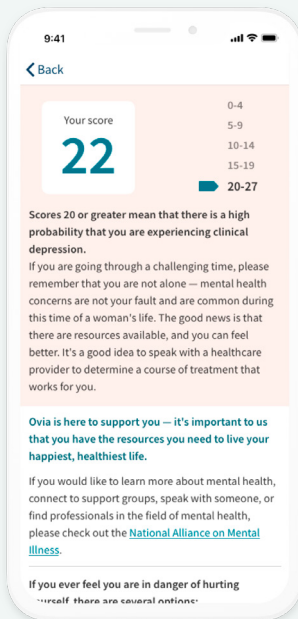 9:41
Back
Your score
22
0-4
5-9
10-14
15-19
20-27
Scores 20 or greater mean that there is a high
probability that you are experiencing clinical
depression.
If you are going through a challenging time, please
remember that you are not alone — mental health
concerns are not your fault and are common during
this time of a woman's life. The good news is that
there are resources available, and you can feel
better. It's a good idea to speak with a healthcare
provider to determine a course of treatment that
works for you.
Ovia is here to support you — it's important to us
that you have the resources you need to live your
happiest, healthiest life.
If you would like to learn more about mental health,
connect to support groups, speak with someone, or
find professionals in the field of mental health,
please check out the National Alliance on Mental
Illness.
If you ever feel you are in danger of hurting
yourself, there are several options: